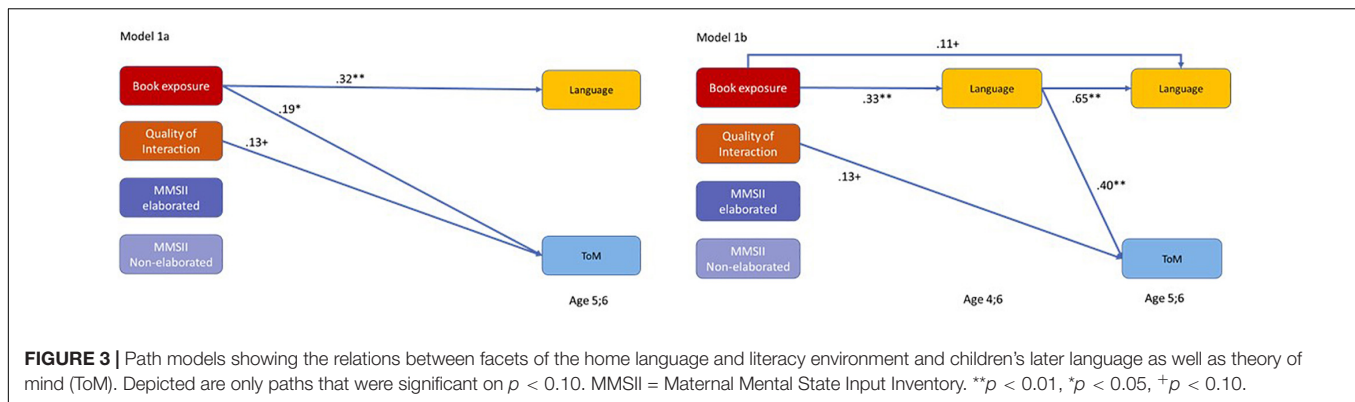 Model 1a
Book exposure
.32**
Language
.19*
Quality of
Interaction
.13+
MMSII
elaborated
MMSII
Non-elaborated
ToM
Age 5;6
Model 1b
.11+
Book exposure
.33**
Language
.65**
Language
Quality of
Interaction
.13+
.40**
MMSII
elaborated
MMSII
Non-elaborated
ToM
Age 4;6
Age 5;6
FIGURE 3 | Path models showing the relations between facets of the home language and literacy environment and children’s later language as well as theory of
mind (ToM). Depicted are only paths that were significant on p < 0.10. MMSII = Maternal Mental State Input Inventory. **p < 0.01, *p < 0.05, +p < 0.10.